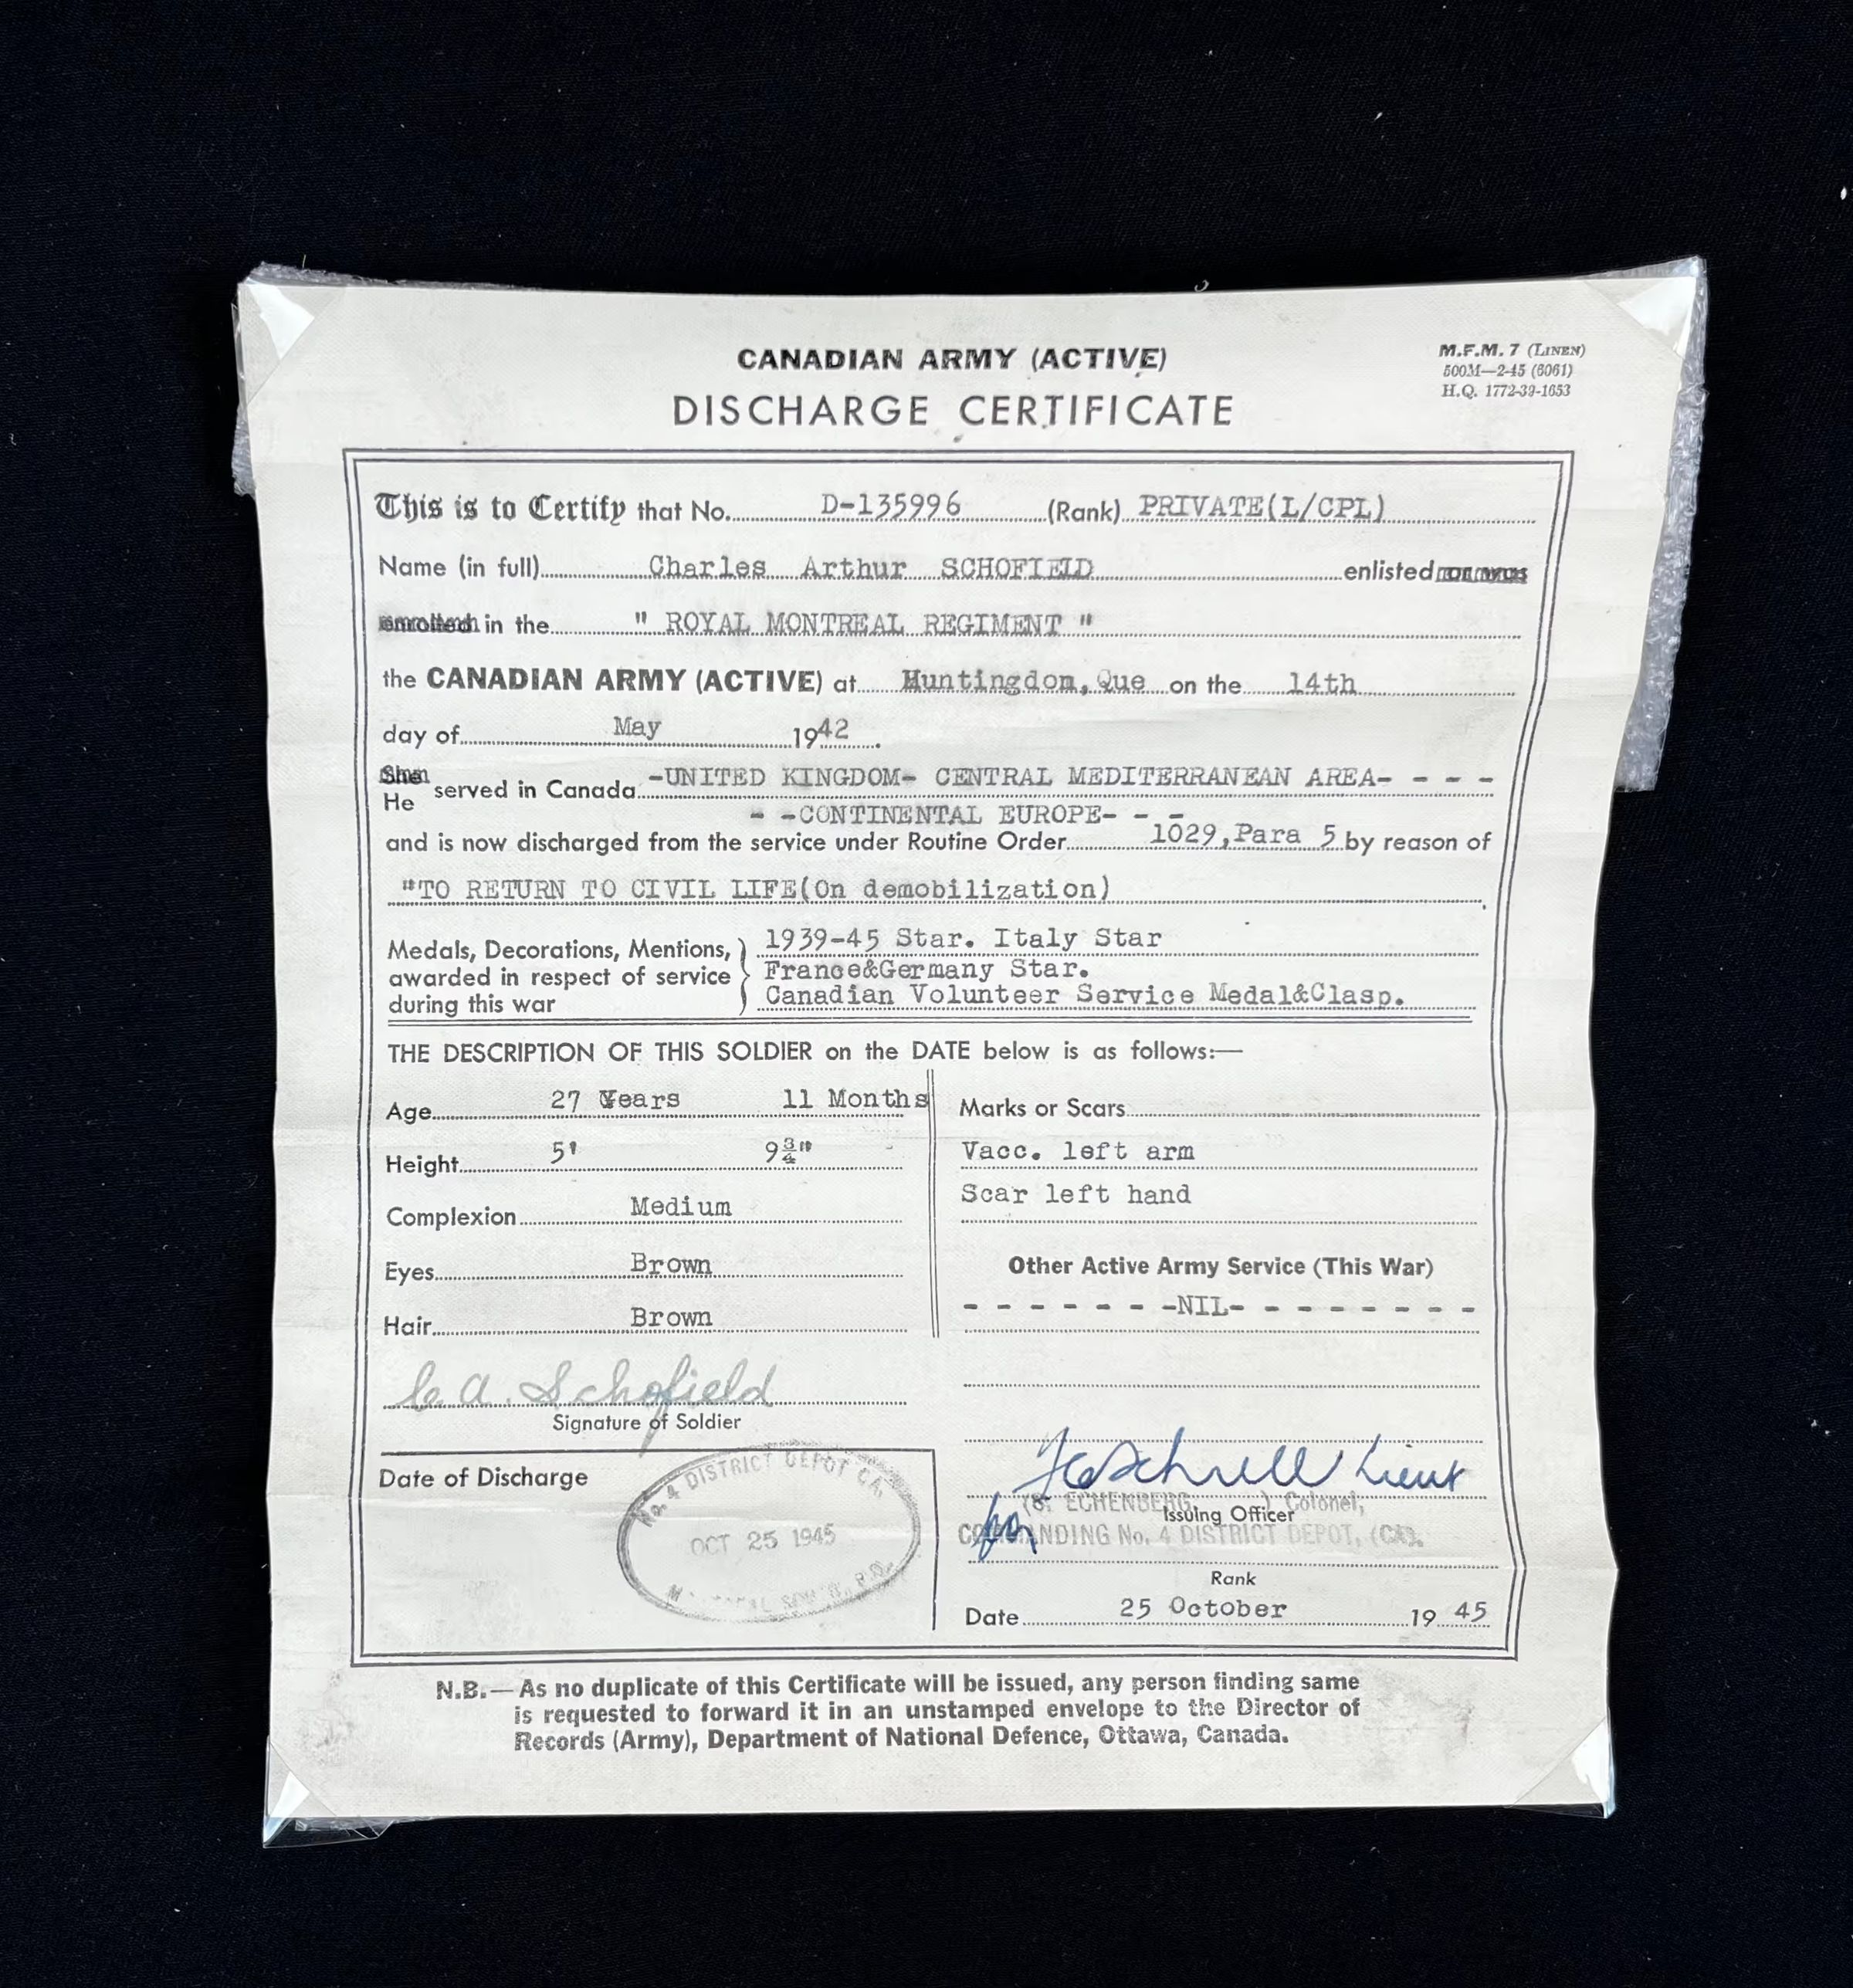 CANADIAN ARMY (ACTIVE)
DISCHARGE CERTIFICATE
M.F.M. 7 (LINEN)
500M—2-45 (6061)
H.Q. 1772-39-1653
This is to Certify that No. D-135996 (Rank) PRIVATE(L/CPL)
Name (in full) Charles Arthur SCHOFIELD enlisted or was
enrolled in the " ROYAL MONTREAL REGIMENT "
the CANADIAN ARMY (ACTIVE) at Huntingdon, Que on the 14th
day of May 1942.
She
He served in Canada -UNITED KINGDOM- CENTRAL MEDITERRANEAN AREA- - - -
- -CONTINENTAL EUROPE- - -
and is now discharged from the service under Routine Order 1029,Para 5 by reason of
"TO RETURN TO CIVIL LIFE(On demobilization)
Medals, Decorations, Mentions, awarded in respect of service during this war
1939-45 Star. Italy Star
France&Germany Star.
Canadian Volunteer Service Medal&Clasp.
THE DESCRIPTION OF THIS SOLDIER on the DATE below is as follows:—
Age 27 Years 11 Months
Height 5' 9¾"
Complexion Medium
Eyes Brown
Hair Brown
Marks or Scars
Vacc. left arm
Scar left hand
Other Active Army Service (This War)
- - - - - - -NIL- - - - - - - -
C. A. Schofield
Signature of Soldier
Date of Discharge
No. 4 DISTRICT DEPOT C.A.
OCT 25 1945
P.Q.
Lieut
(S. ECHENBERG, ) Colonel,
Issuing Officer
for
COMMANDING No. 4 DISTRICT DEPOT, (CA).
Rank
Date 25 October 19 45
N.B.—As no duplicate of this Certificate will be issued, any person finding same
is requested to forward it in an unstamped envelope to the Director of
Records (Army), Department of National Defence, Ottawa, Canada.